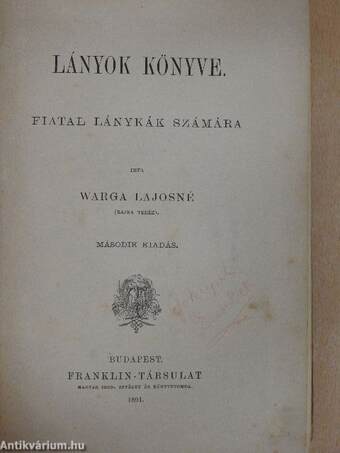 LÁNYOK KÖNYVE.
FIATAL LÁNYKÁK SZÁMÁRA
IRTA
WARGA LAJOSNÉ
MÁSODIK KIADÁS.
BUDAPEST.
FRANKLIN-TÁRSULAT
MAGYAR IROD. INTÉZET ÉS KÖNYVNYOMDA.
1891.
Antikvárium.hu